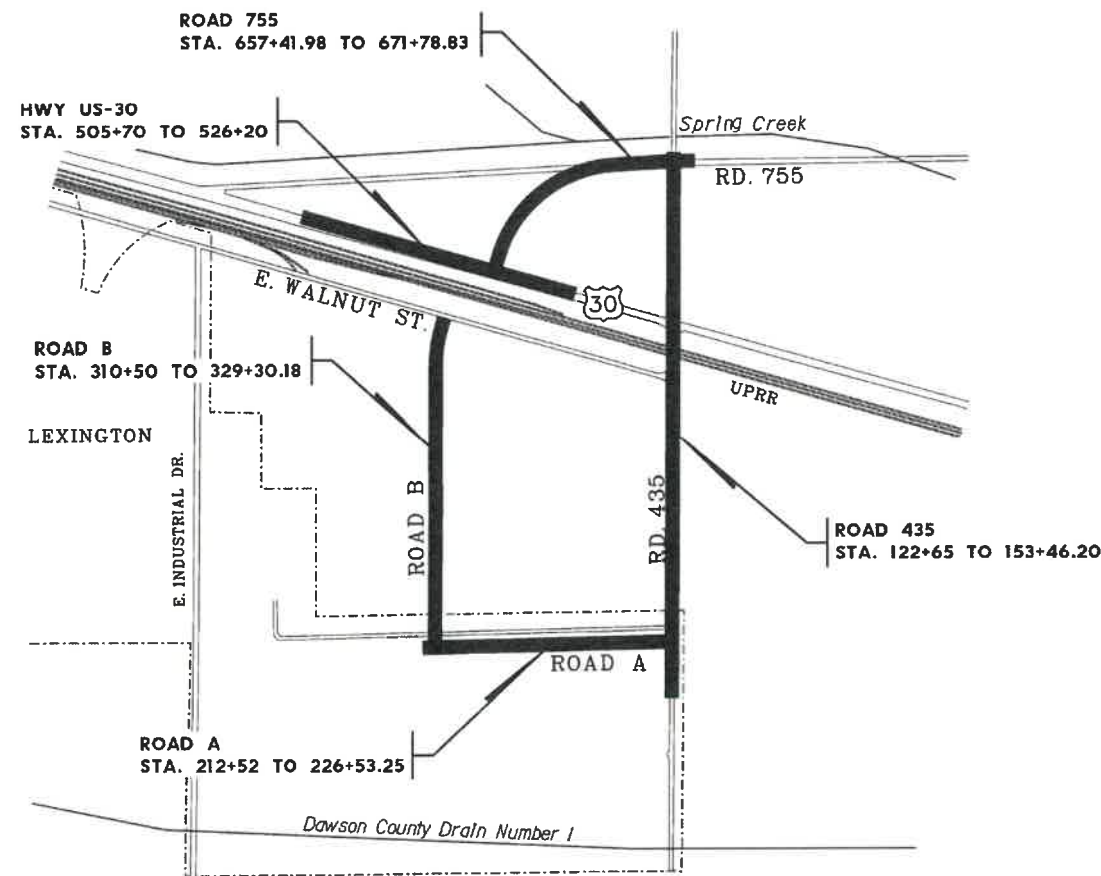 ROAD 755
STA. 657+41.98 TO 671+78.83
HWY US-30
STA. 505+70 TO 526+20
Spring Creek
RD. 755
E. WALNUT ST.
30
ROAD B
STA. 310+50 TO 329+30.18
UPRR
LEXINGTON
E. INDUSTRIAL DR.
ROAD B
RD. 435
ROAD 435
STA. 122+65 TO 153+46.20
ROAD A
ROAD A
STA. 212+52 TO 226+53.25
Dawson County Drain Number 1